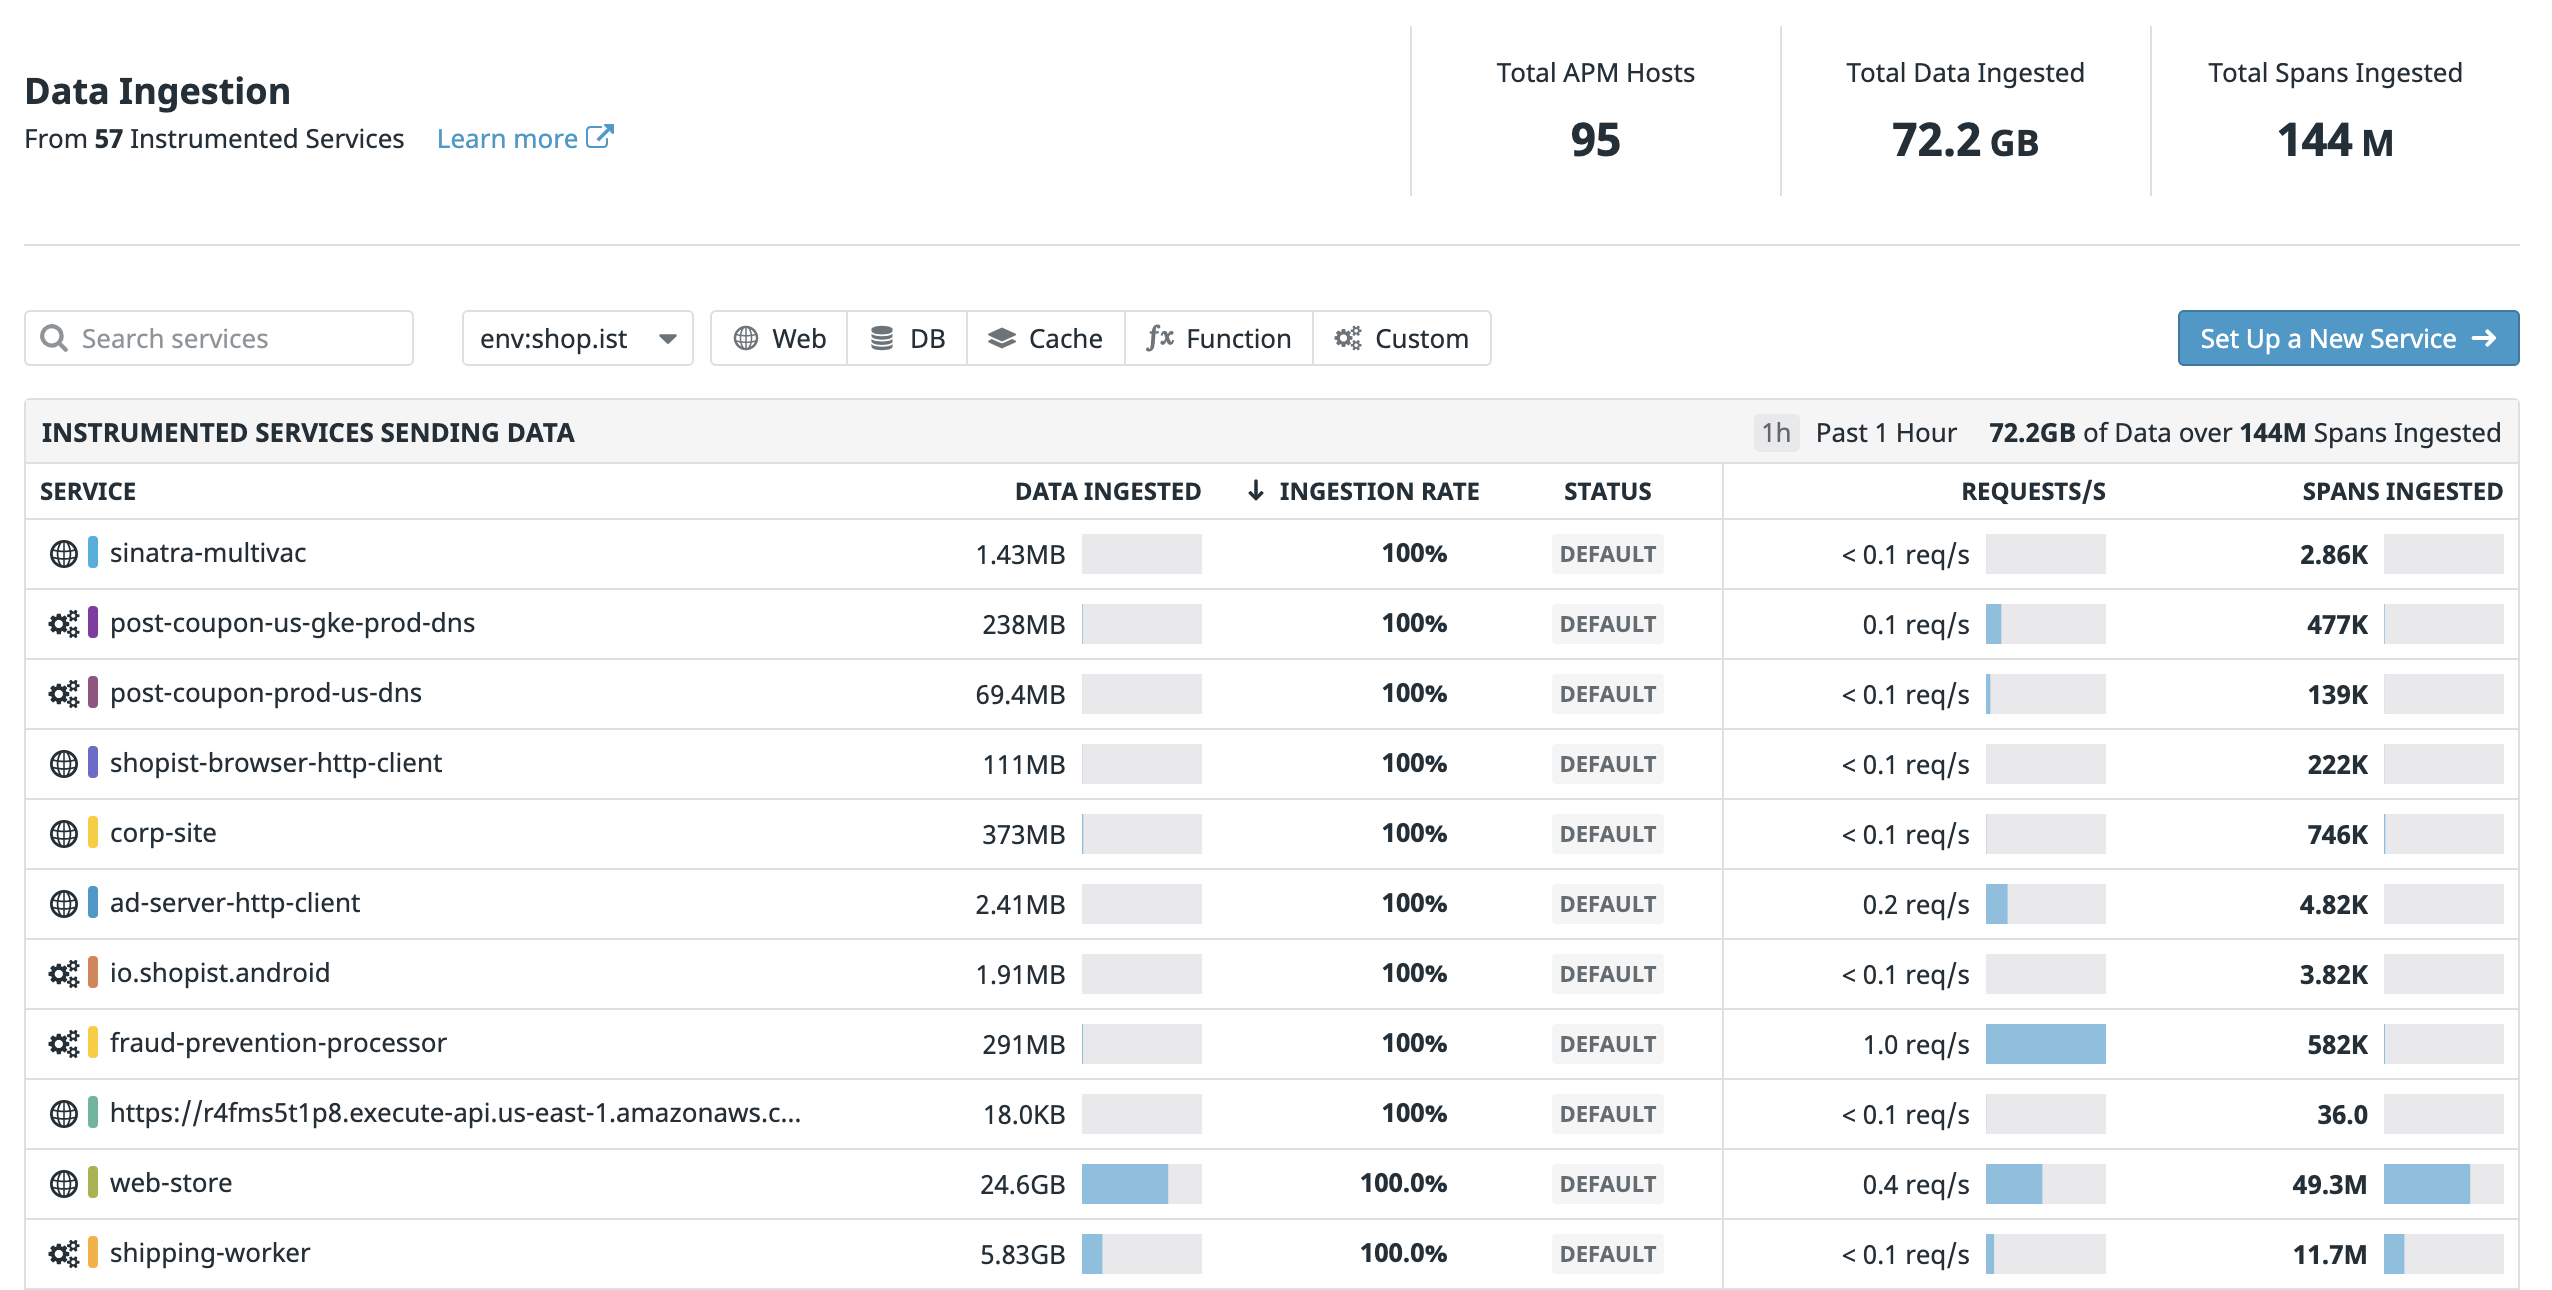 Data Ingestion
From 57 Instrumented Services Learn more
Total APM Hosts
95
Total Data Ingested
72.2 GB
Total Spans Ingested
144 M
Search services env:shop.ist Web DB Cache Function Custom Set Up a New Service →
INSTRUMENTED SERVICES SENDING DATA 1h Past 1 Hour 72.2GB of Data over 144M Spans Ingested
SERVICE DATA INGESTED ↓ INGESTION RATE STATUS REQUESTS/S SPANS INGESTED
sinatra-multivac 1.43MB 100% DEFAULT < 0.1 req/s 2.86K
post-coupon-us-gke-prod-dns 238MB 100% DEFAULT 0.1 req/s 477K
post-coupon-prod-us-dns 69.4MB 100% DEFAULT < 0.1 req/s 139K
shopist-browser-http-client 111MB 100% DEFAULT < 0.1 req/s 222K
corp-site 373MB 100% DEFAULT < 0.1 req/s 746K
ad-server-http-client 2.41MB 100% DEFAULT 0.2 req/s 4.82K
io.shopist.android 1.91MB 100% DEFAULT < 0.1 req/s 3.82K
fraud-prevention-processor 291MB 100% DEFAULT 1.0 req/s 582K
https://r4fms5t1p8.execute-api.us-east-1.amazonaws.c... 18.0KB 100% DEFAULT < 0.1 req/s 36.0
web-store 24.6GB 100.0% DEFAULT 0.4 req/s 49.3M
shipping-worker 5.83GB 100.0% DEFAULT < 0.1 req/s 11.7M